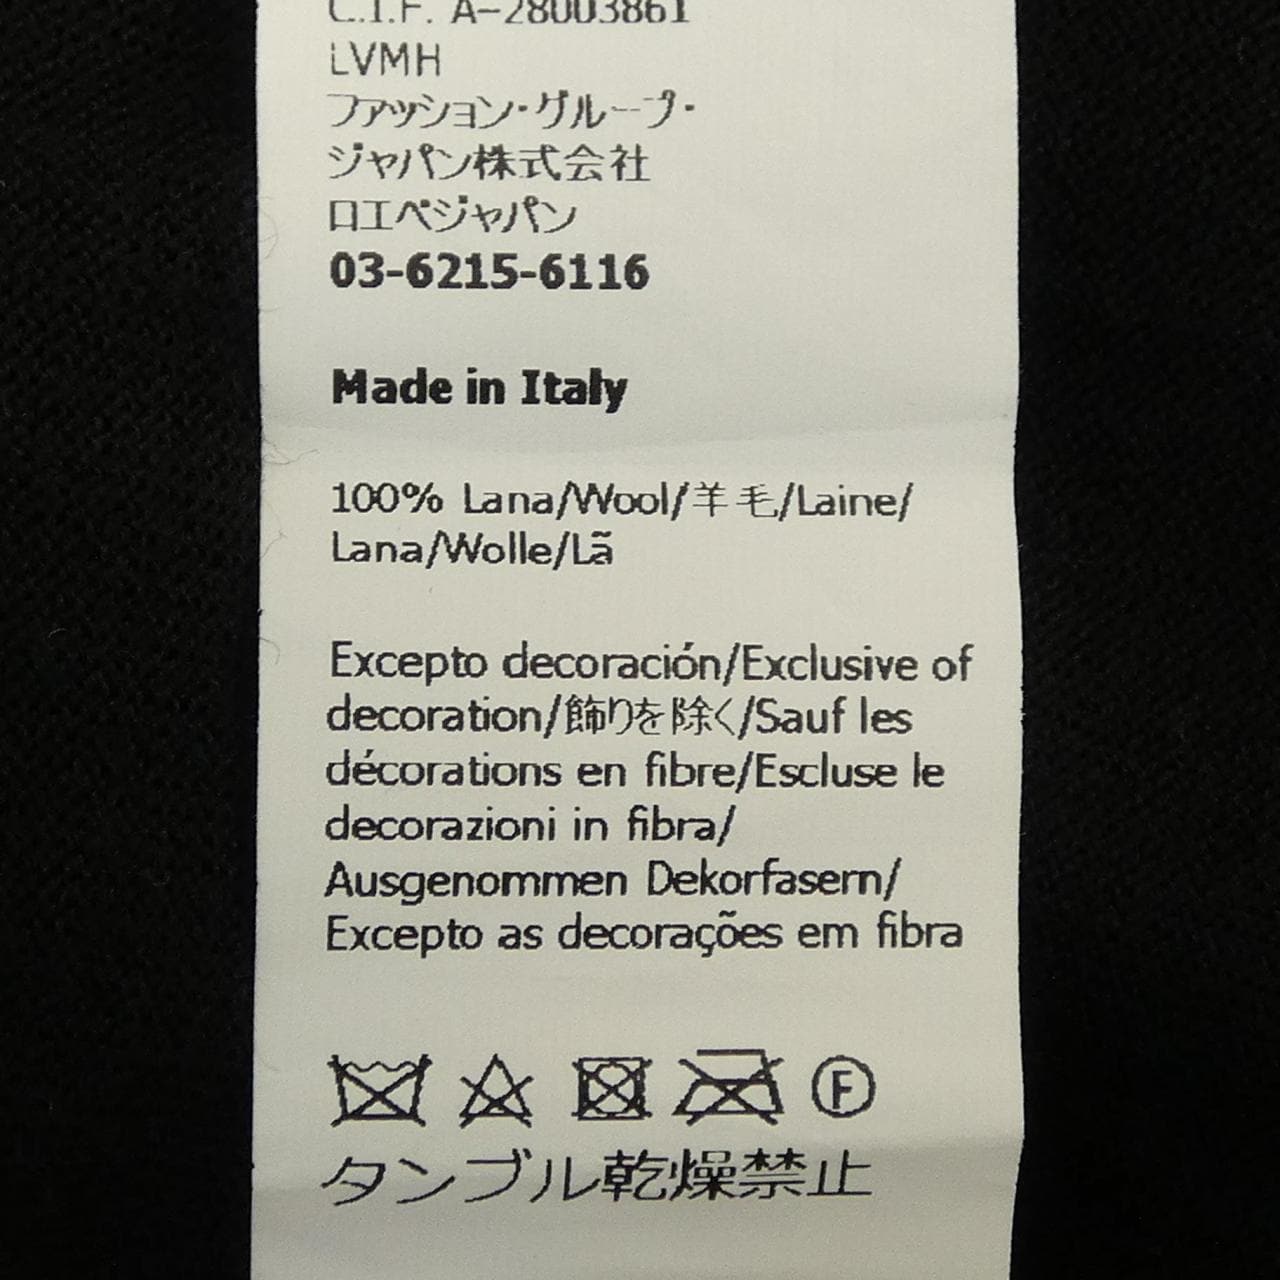 C.I.F. A-28003861
LVMH
ファッション・グループ・
ジャパン株式会社
ロエベジャパン
03-6215-6116
Made in Italy
100% Lana/Wool/羊毛/Laine/
Lana/Wolle/Lã
Excepto decoración/Exclusive of
decoration/飾りを除く/Sauf les
décorations en fibre/Escluse le
decorazioni in fibra/
Ausgenommen Dekorfasern/
Excepto as decorações em fibra
F
タンブル乾燥禁止